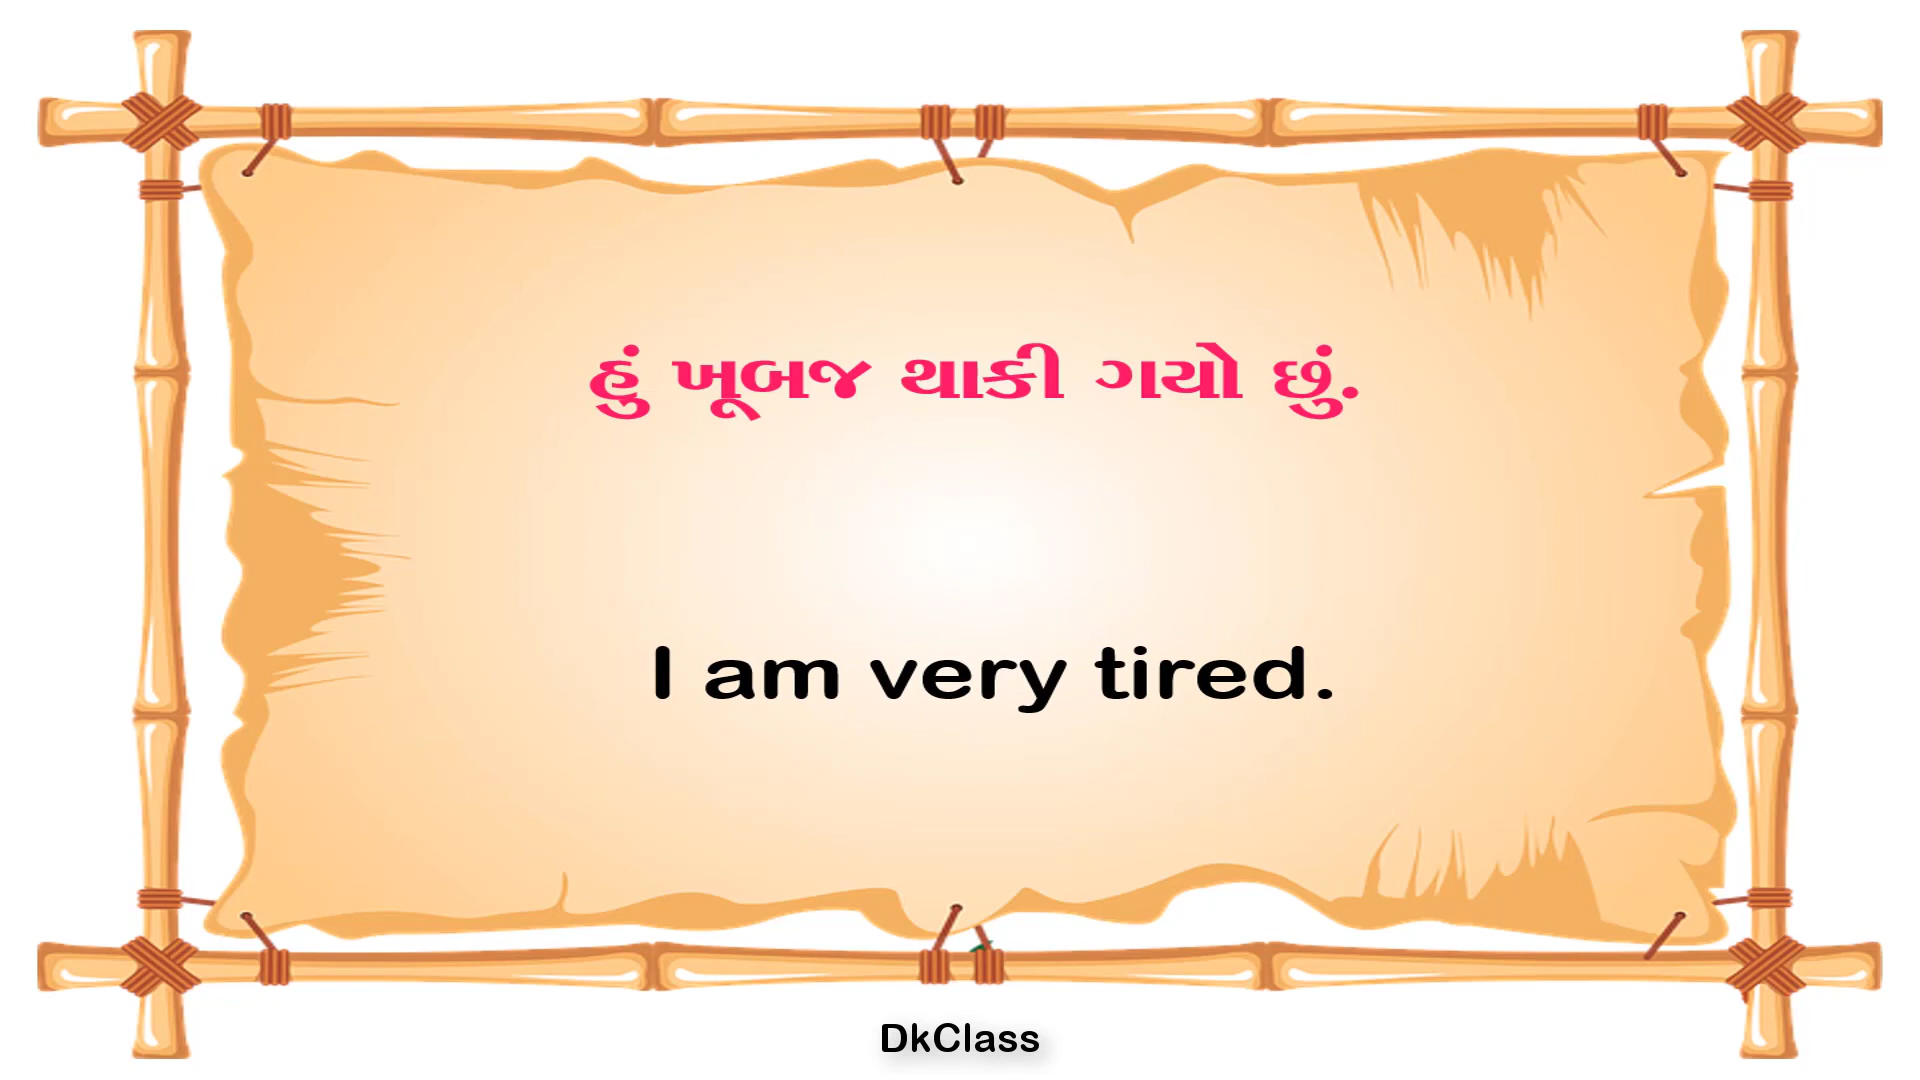 હું ખૂબજ થાકી ગયો છું.
I am very tired.
DkClass